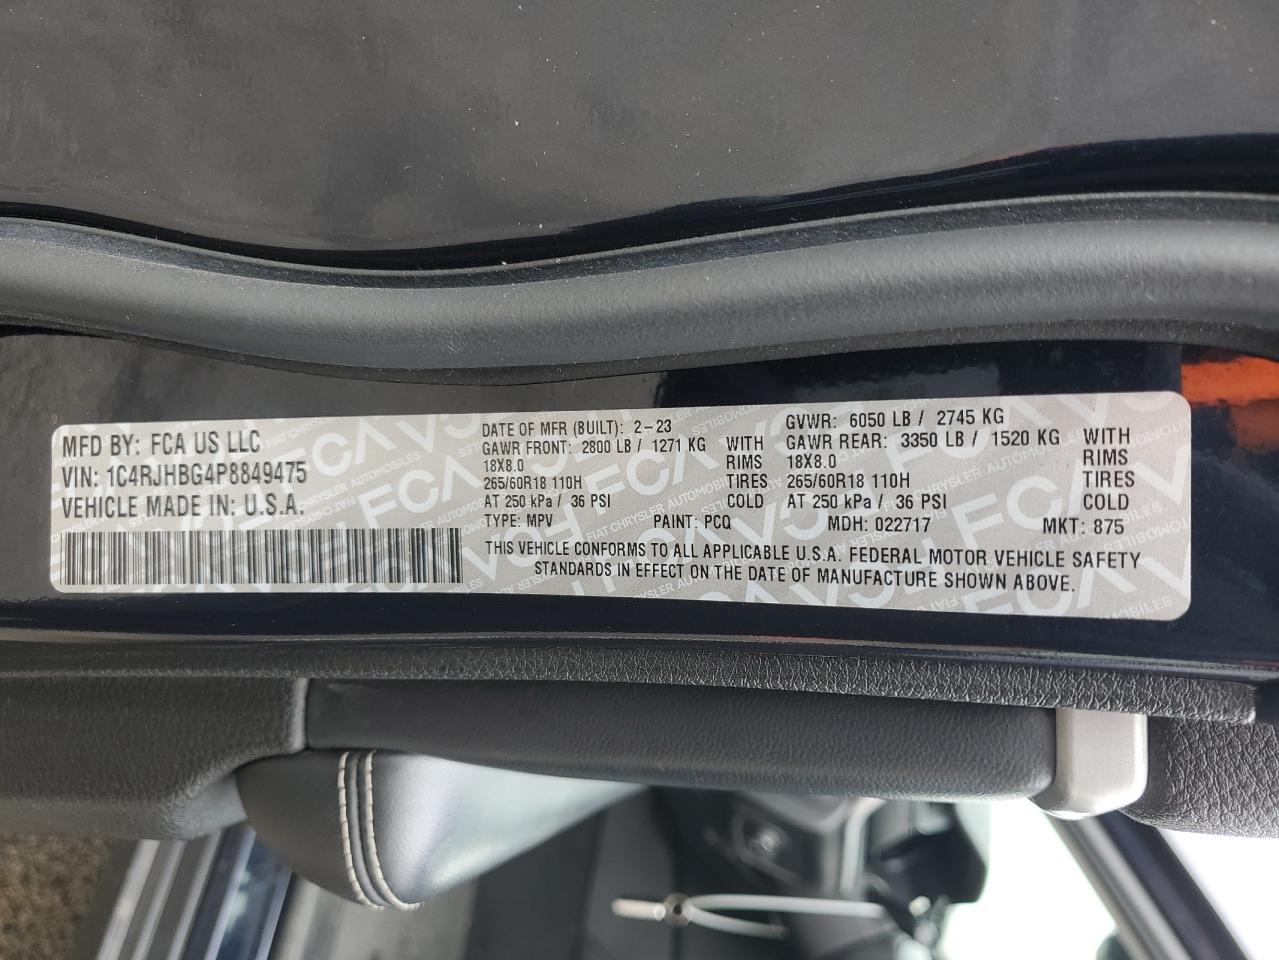 MFD BY: FCA US LLC
VIN: 1C4RJHBG4P8849475
VEHICLE MADE IN: U.S.A.
DATE OF MFR (BUILT): 2-23
GAWR FRONT: 2800 LB / 1271 KG WITH
18X8.0 RIMS
265/60R18 110H TIRES
AT 250 kPa / 36 PSI COLD
GVWR: 6050 LB / 2745 KG
GAWR REAR: 3350 LB / 1520 KG WITH
18X8.0 RIMS
265/60R18 110H TIRES
AT 250 kPa / 36 PSI COLD
TYPE: MPV PAINT: PCQ MDH: 022717 MKT: 875
THIS VEHICLE CONFORMS TO ALL APPLICABLE U.S.A. FEDERAL MOTOR VEHICLE SAFETY
STANDARDS IN EFFECT ON THE DATE OF MANUFACTURE SHOWN ABOVE.
FCA
FIAT CHRYSLER AUTOMOBILES